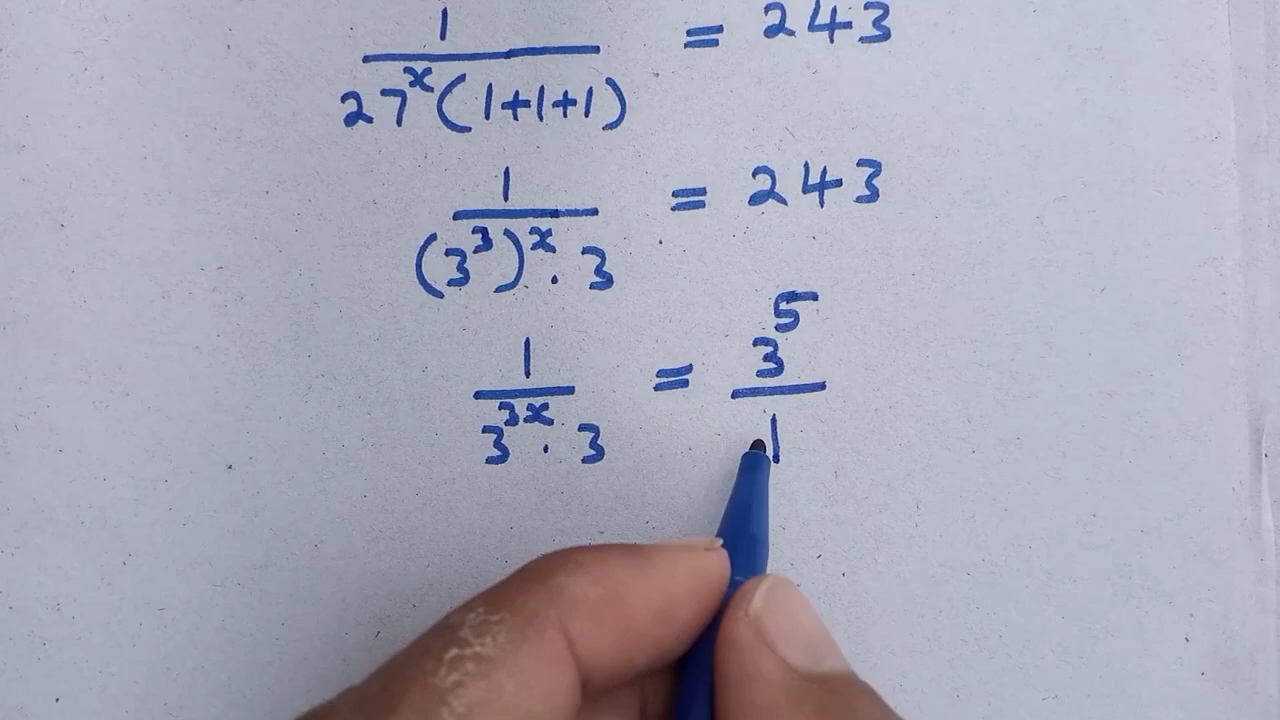 1 / 27^x (1+1+1) = 243
1 / (3^3)^x . 3 = 243
1 / 3^3x . 3 = 3^5 / 1